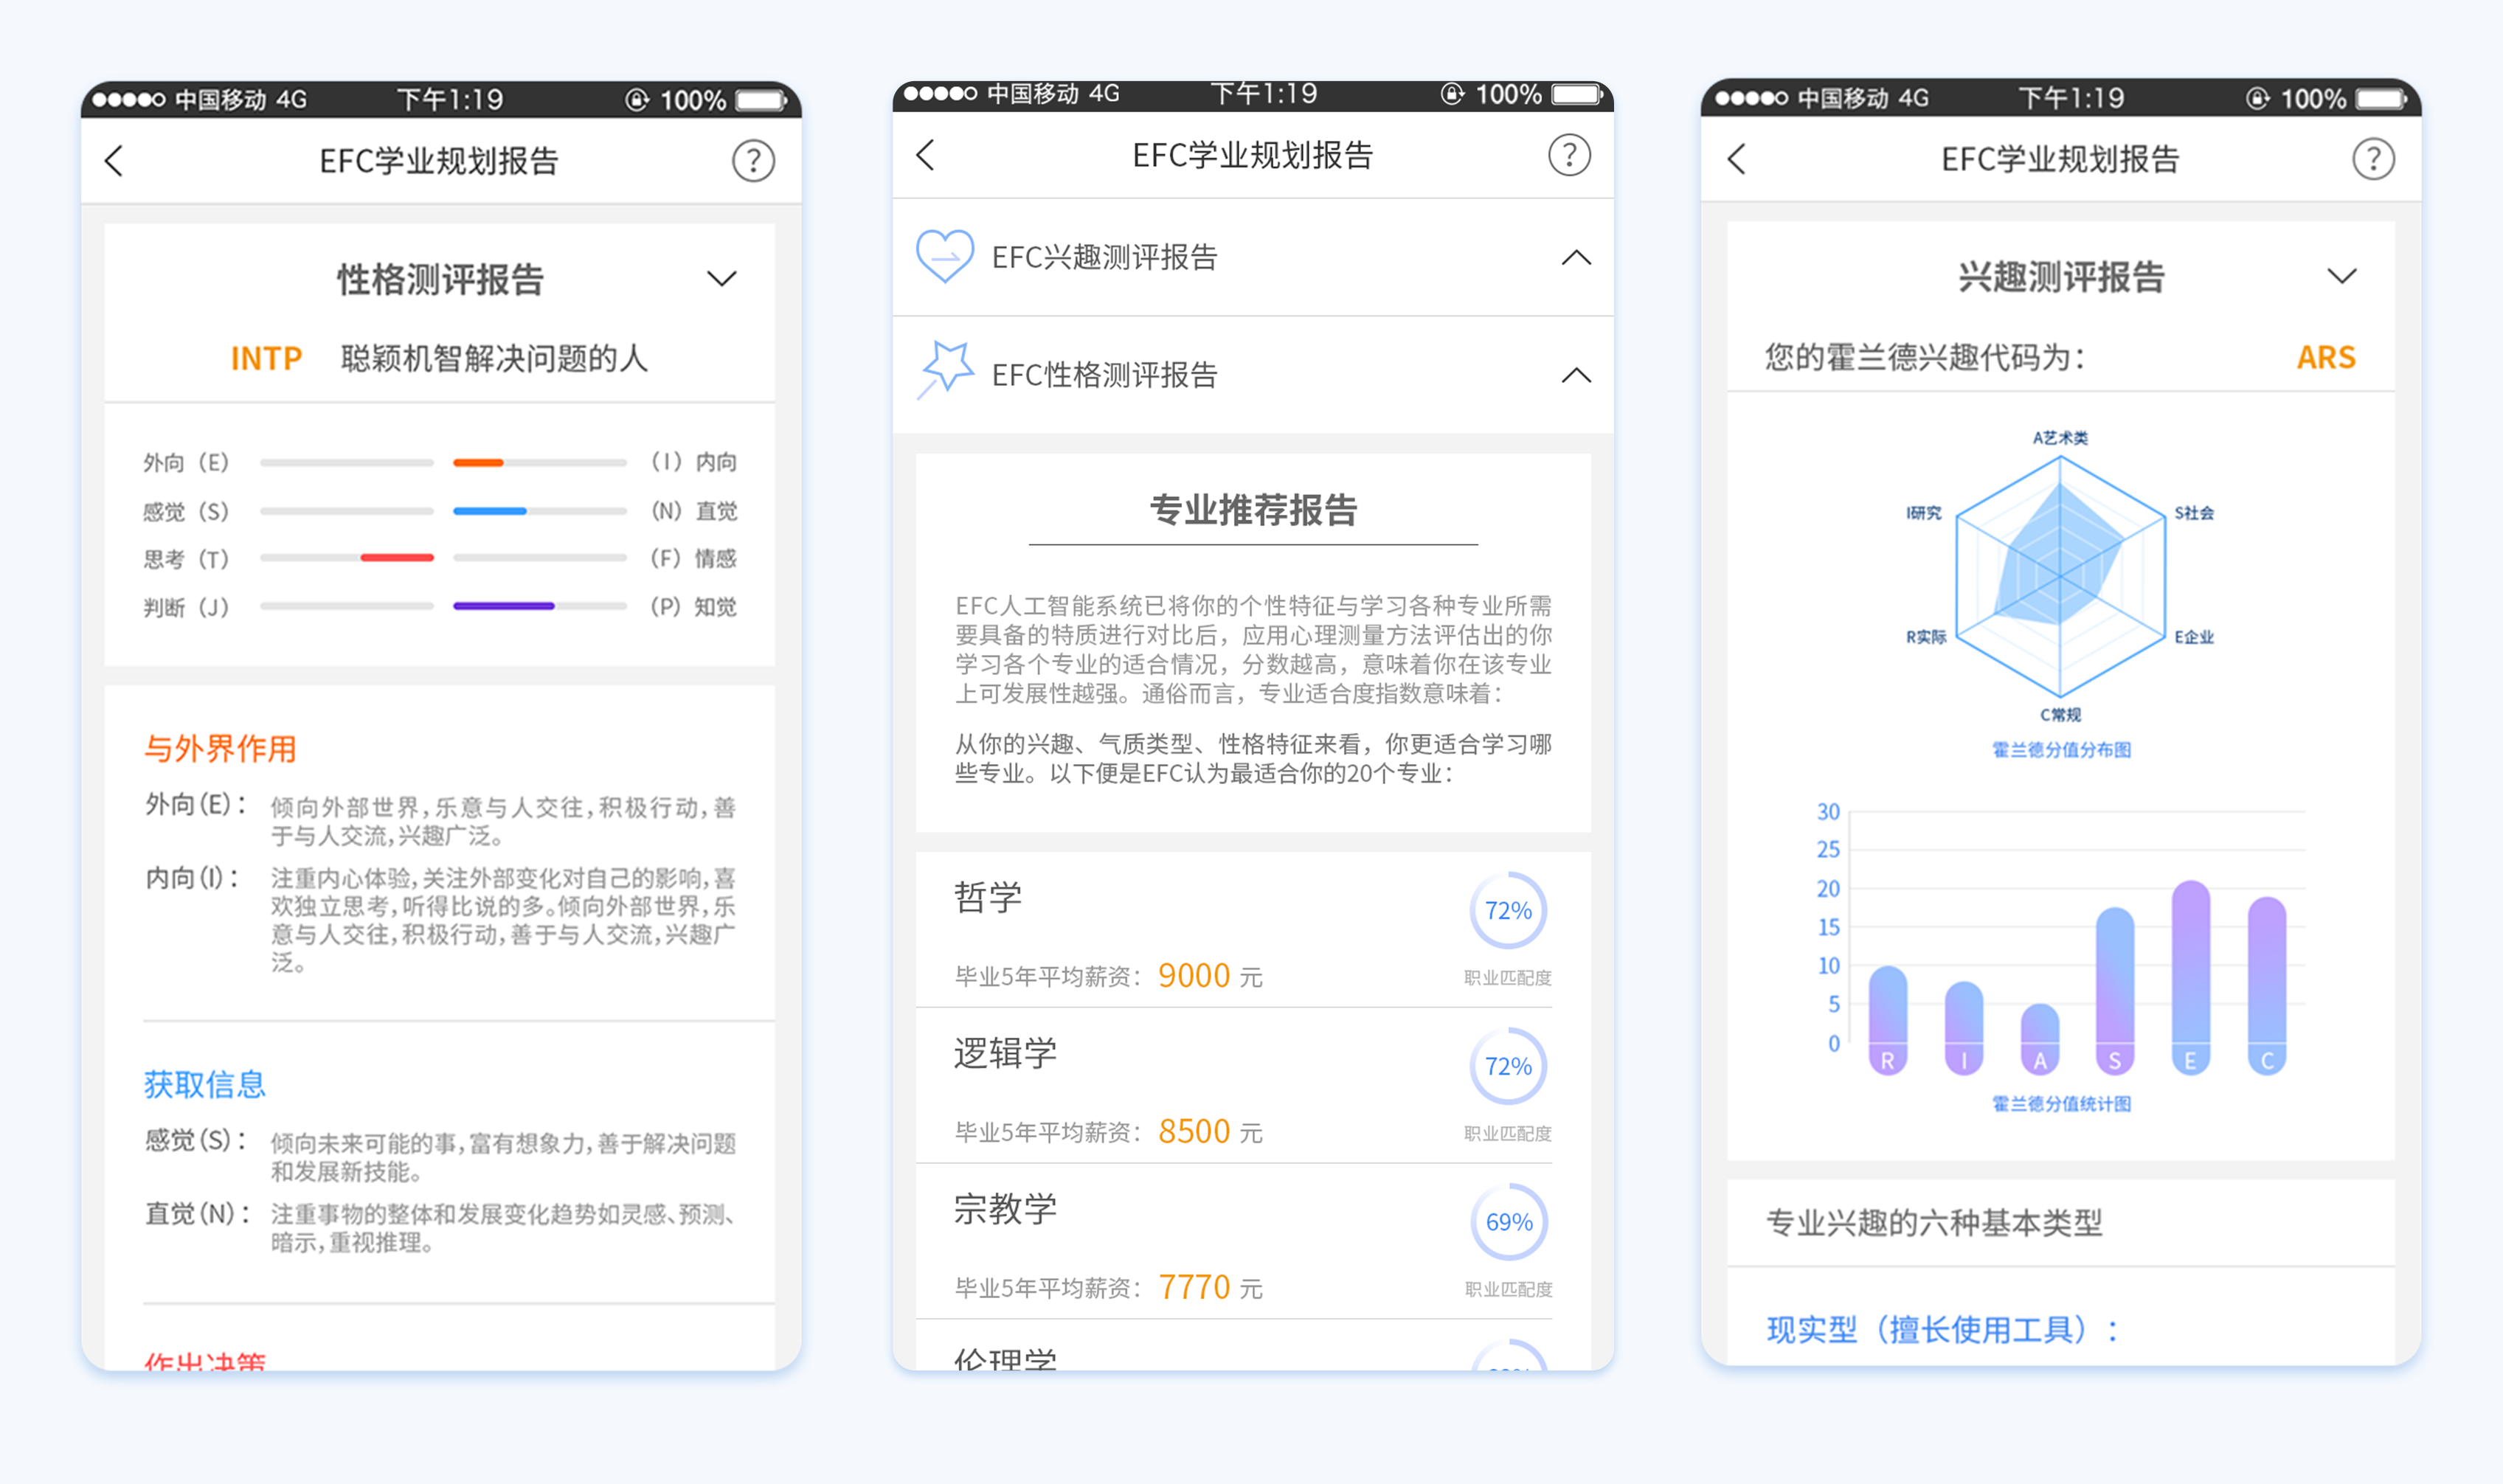 中国移动 4G 下午1:19 100%
EFC学业规划报告 ?
性格测评报告
INTP 聪颖机智解决问题的人
外向（E） （I）内向
感觉（S） （N）直觉
思考（T） （F）情感
判断（J） （P）知觉
与外界作用
外向(E)： 倾向外部世界,乐意与人交往,积极行动,善
于与人交流,兴趣广泛。
内向(I)： 注重内心体验,关注外部变化对自己的影响,喜
欢独立思考,听得比说的多。倾向外部世界,乐
意与人交往,积极行动,善于与人交流,兴趣广
泛。
获取信息
感觉(S)： 倾向未来可能的事,富有想象力,善于解决问题
和发展新技能。
直觉(N)： 注重事物的整体和发展变化趋势如灵感、预测、
暗示,重视推理。
作出决策
中国移动 4G 下午1:19 100%
EFC学业规划报告 ?
EFC兴趣测评报告
EFC性格测评报告
专业推荐报告
EFC人工智能系统已将你的个性特征与学习各种专业所需
要具备的特质进行对比后，应用心理测量方法评估出的你
学习各个专业的适合情况，分数越高，意味着你在该专业
上可发展性越强。通俗而言，专业适合度指数意味着：
从你的兴趣、气质类型、性格特征来看，你更适合学习哪
些专业。以下便是EFC认为最适合你的20个专业：
哲学 72%
毕业5年平均薪资： 9000 元 职业匹配度
逻辑学 72%
毕业5年平均薪资： 8500 元 职业匹配度
宗教学 69%
毕业5年平均薪资： 7770 元 职业匹配度
伦理学
中国移动 4G 下午1:19 100%
EFC学业规划报告 ?
兴趣测评报告
您的霍兰德兴趣代码为： ARS
A艺术类
I研究 S社会
R实际 E企业
C常规
霍兰德分值分布图
30
25
20
15
10
5
0
R I A S E C
霍兰德分值统计图
专业兴趣的六种基本类型
现实型（擅长使用工具）：